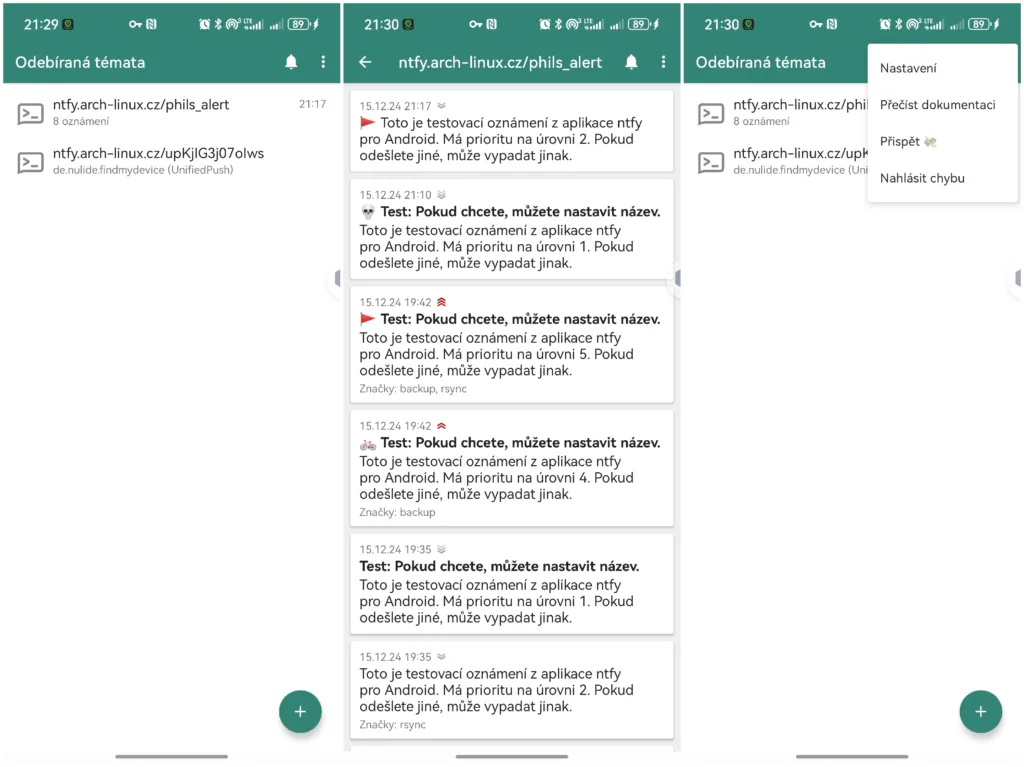 21:29
LTE
89
Odebíraná témata
ntfy.arch-linux.cz/phils_alert
21:17
8 oznámení
ntfy.arch-linux.cz/upKjlG3j07olws
de.nulide.findmydevice (UnifiedPush)
21:30
LTE
89
ntfy.arch-linux.cz/phils_alert
15.12.24 21:17
Toto je testovací oznámení z aplikace ntfy
pro Android. Má prioritu na úrovni 2. Pokud
odešlete jiné, může vypadat jinak.
15.12.24 21:10
Test: Pokud chcete, můžete nastavit název.
Toto je testovací oznámení z aplikace ntfy
pro Android. Má prioritu na úrovni 1. Pokud
odešlete jiné, může vypadat jinak.
15.12.24 19:42
Test: Pokud chcete, můžete nastavit název.
Toto je testovací oznámení z aplikace ntfy
pro Android. Má prioritu na úrovni 5. Pokud
odešlete jiné, může vypadat jinak.
Značky: backup, rsync
15.12.24 19:42
Test: Pokud chcete, můžete nastavit název.
Toto je testovací oznámení z aplikace ntfy
pro Android. Má prioritu na úrovni 4. Pokud
odešlete jiné, může vypadat jinak.
Značky: backup
15.12.24 19:35
Test: Pokud chcete, můžete nastavit název.
Toto je testovací oznámení z aplikace ntfy
pro Android. Má prioritu na úrovni 1. Pokud
odešlete jiné, může vypadat jinak.
15.12.24 19:35
Toto je testovací oznámení z aplikace ntfy
pro Android. Má prioritu na úrovni 2. Pokud
odešlete jiné, může vypadat jinak.
Značky: rsync
21:30
LTE
89
Odebíraná témata
ntfy.arch-linux.cz/phil
8 oznámení
ntfy.arch-linux.cz/upK
de.nulide.findmydevice (Uni
Nastavení
Přečíst dokumentaci
Přispět
Nahlásit chybu